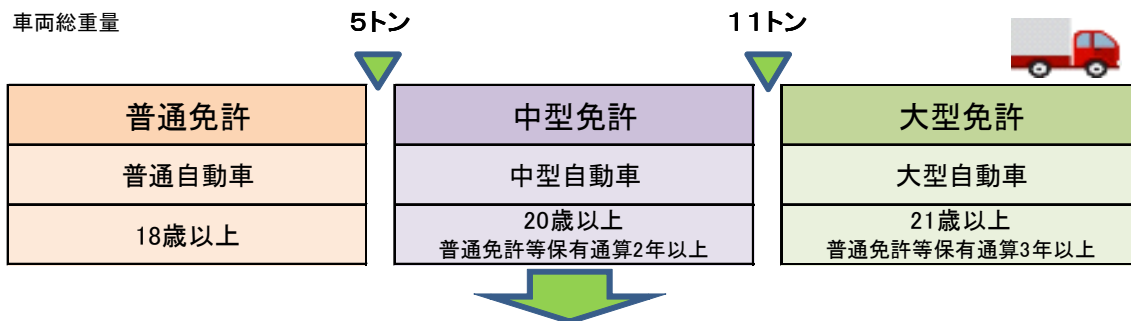 車両総重量 5トン 11トン
普通免許 中型免許 大型免許
普通自動車 中型自動車 大型自動車
18歳以上 20歳以上 21歳以上
普通免許等保有通算2年以上 普通免許等保有通算3年以上